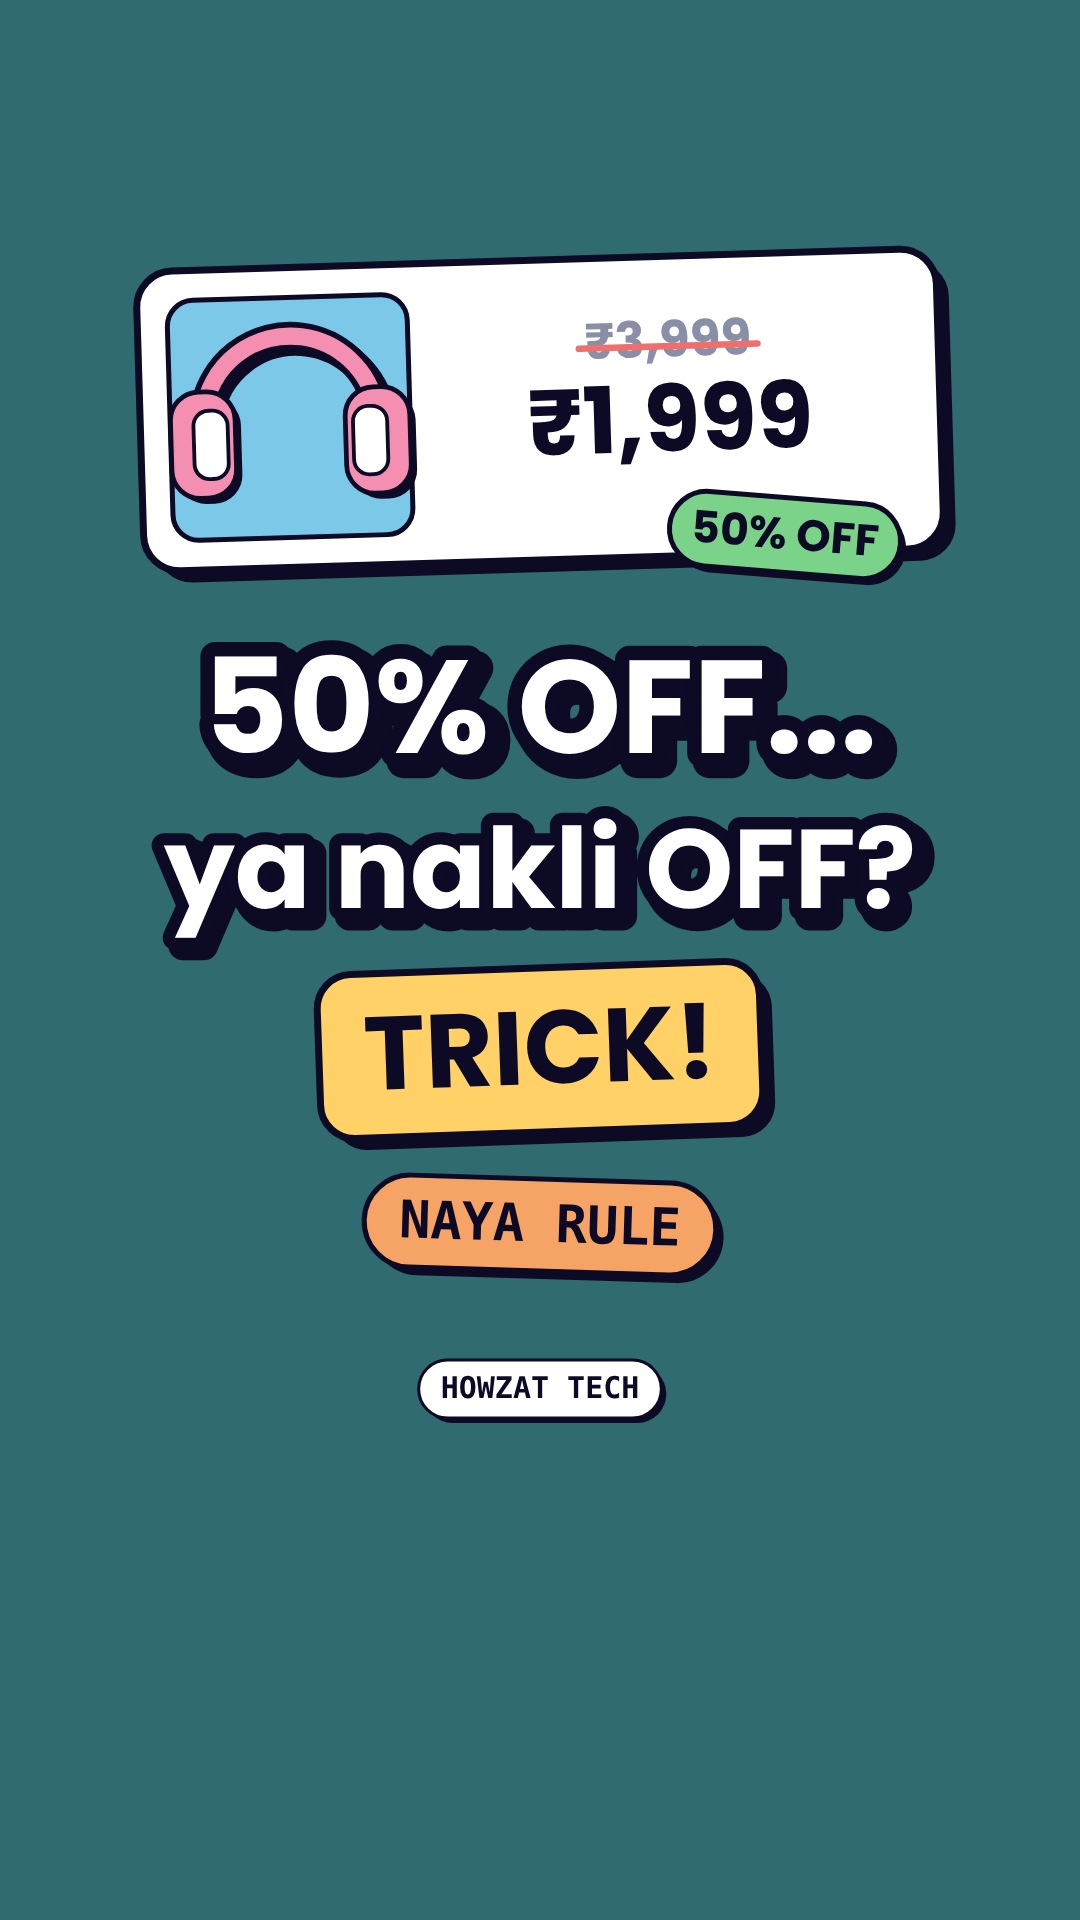 ₹3,999
₹1,999
50% OFF
50% OFF...
ya nakli OFF?
TRICK!
NAYA RULE
HOWZAT TECH